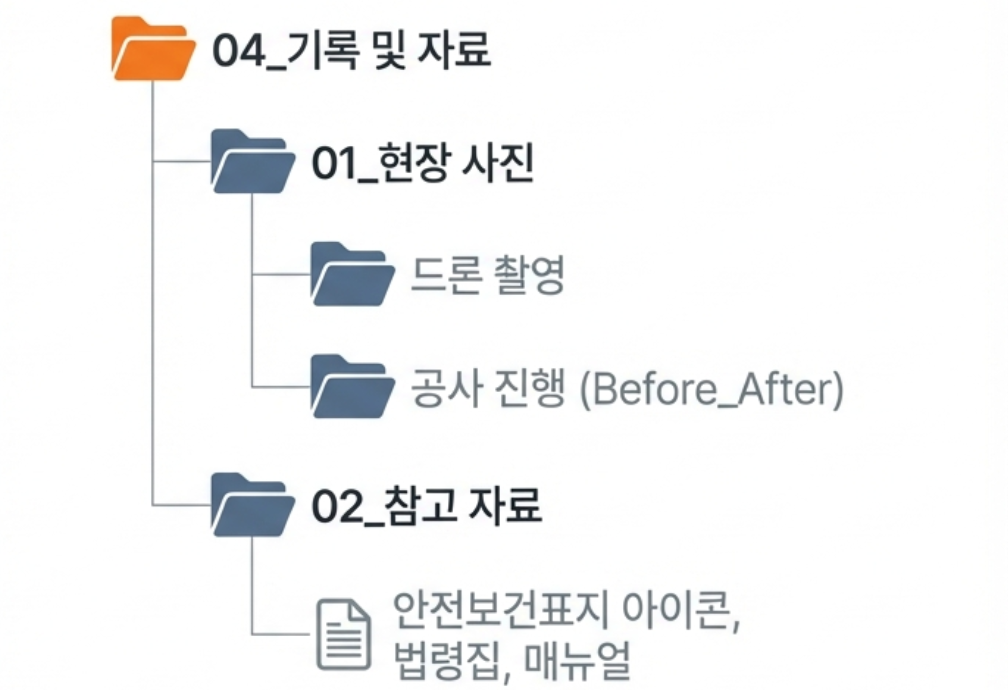 04_기록 및 자료
01_현장 사진
드론 촬영
공사 진행 (Before_After)
02_참고 자료
안전보건표지 아이콘,
법령집, 매뉴얼